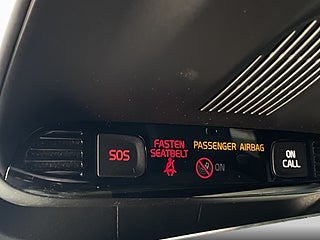 SOS
FASTEN
SEATBELT
PASSENGER AIRBAG
ON
ON
CALL